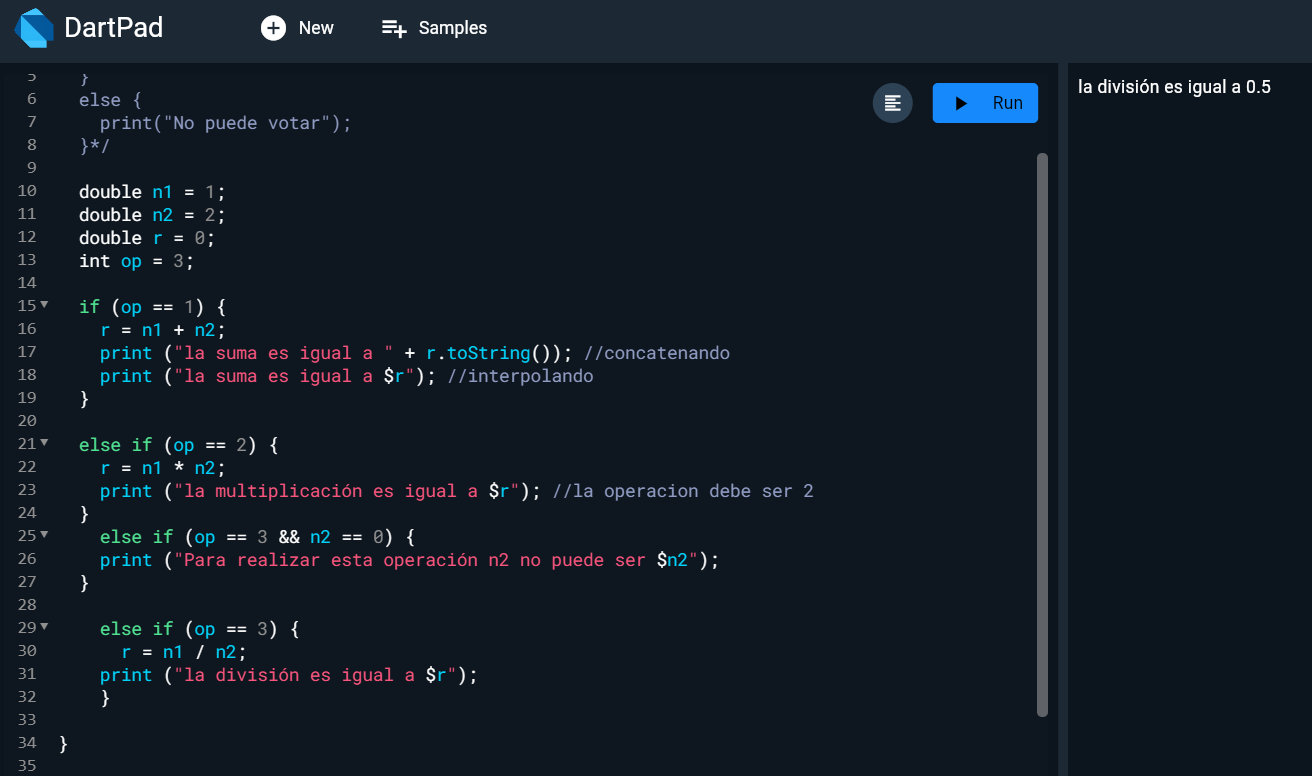 DartPad
New
Samples
5 }
6 else {
7 print("No puede votar");
8 }*/
9
10 double n1 = 1;
11 double n2 = 2;
12 double r = 0;
13 int op = 3;
14
15 if (op == 1) {
16 r = n1 + n2;
17 print ("la suma es igual a " + r.toString()); //concatenando
18 print ("la suma es igual a $r"); //interpolando
19 }
20
21 else if (op == 2) {
22 r = n1 * n2;
23 print ("la multiplicación es igual a $r"); //la operacion debe ser 2
24 }
25 else if (op == 3 && n2 == 0) {
26 print ("Para realizar esta operación n2 no puede ser $n2");
27 }
28
29 else if (op == 3) {
30 r = n1 / n2;
31 print ("la división es igual a $r");
32 }
33
34 }
35
Run
la división es igual a 0.5